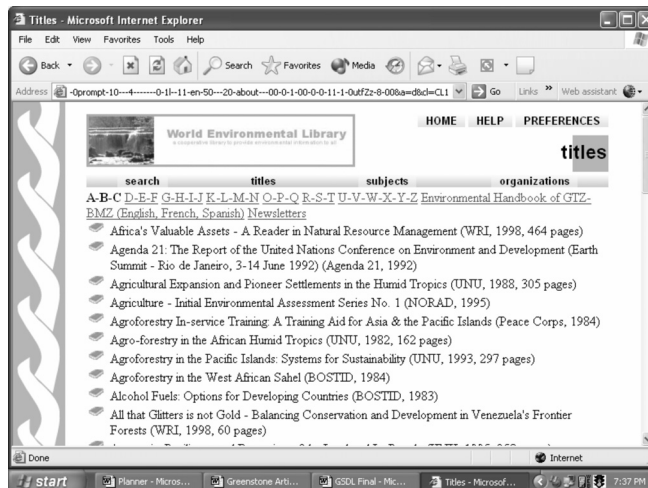 Titles - Microsoft Internet Explorer
File Edit View Favorites Tools Help
Back Search Favorites Media
Address -0prompt-10---4-------0-1l--11-en-50---20-about---00-0-1-00-0-0-11-1-0utfZz-8-00&a=d&cl=CL1 Go Links » Web assistant
World Environmental Library
a cooperative library to provide environmental information to all
HOME HELP PREFERENCES
titles
search titles subjects organizations
A-B-C D-E-F G-H-I-J K-L-M-N O-P-Q R-S-T U-V-W-X-Y-Z Environmental Handbook of GTZ-
BMZ (English, French, Spanish) Newsletters
Africa's Valuable Assets - A Reader in Natural Resource Management (WRI, 1998, 464 pages)
Agenda 21: The Report of the United Nations Conference on Environment and Development (Earth
Summit - Rio de Janeiro, 3-14 June 1992) (Agenda 21, 1992)
Agricultural Expansion and Pioneer Settlements in the Humid Tropics (UNU, 1988, 305 pages)
Agriculture - Initial Environmental Assessment Series No. 1 (NORAD, 1995)
Agroforestry In-service Training: A Training Aid for Asia & the Pacific Islands (Peace Corps, 1984)
Agro-forestry in the African Humid Tropics (UNU, 1982, 162 pages)
Agroforestry in the Pacific Islands: Systems for Sustainability (UNU, 1993, 297 pages)
Agroforestry in the West African Sahel (BOSTID, 1984)
Alcohol Fuels: Options for Developing Countries (BOSTID, 1983)
All that Glitters is not Gold - Balancing Conservation and Development in Venezuela's Frontier
Forests (WRI, 1998, 60 pages)
Done Internet
start Planner - Micros... Greenstone Arti... GSDL Final - Mic... Titles - Microsof... 7:37 PM